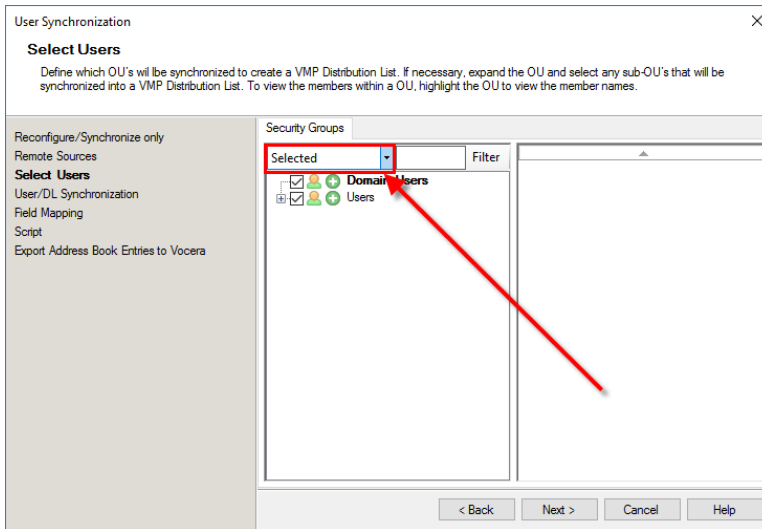 User Synchronization
Select Users
Define which OU's wil lbe synchronized to create a VMP Distribution List. If necessary, expand the OU and select any sub-OU's that will be
synchronized into a VMP Distribution List. To view the members within a OU, highlight the OU to view the member names.
Reconfigure/Synchronize only
Remote Sources
Select Users
User/DL Synchronization
Field Mapping
Script
Export Address Book Entries to Vocera
Security Groups
Selected
Filter
Domain Users
Users
< Back
Next >
Cancel
Help